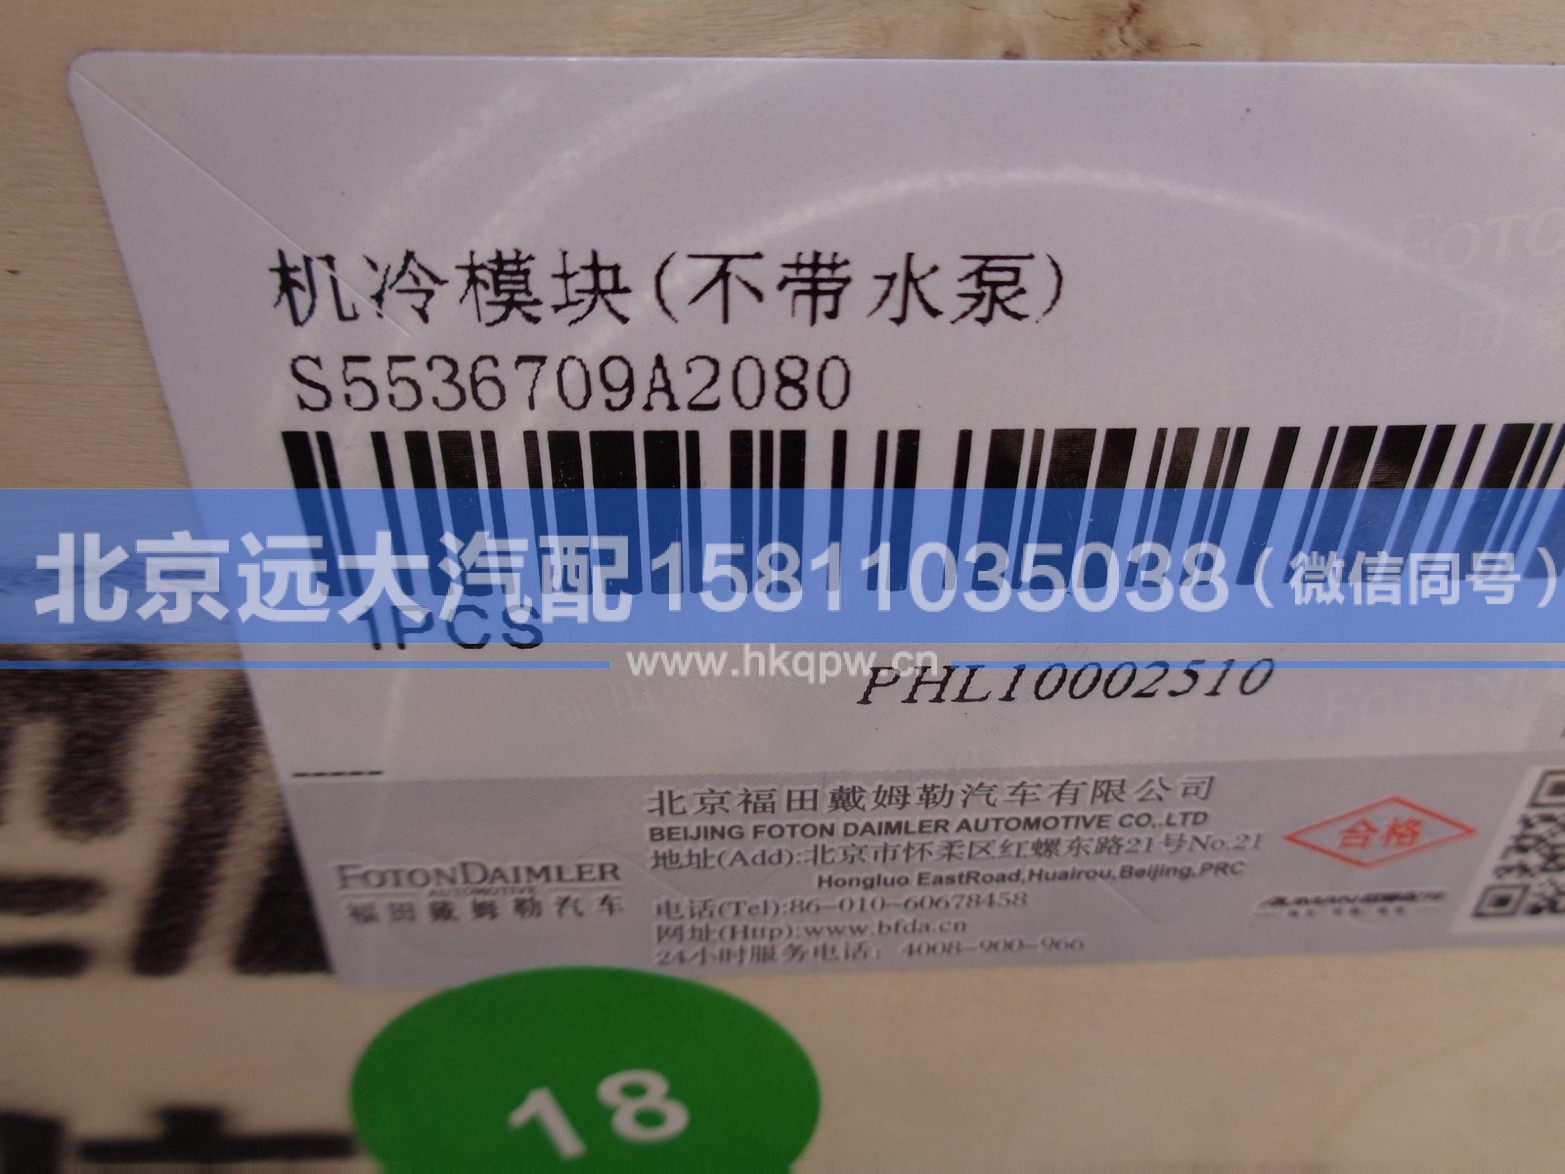 机冷模块(不带水泵)
S5536709A2080
北京远大汽配 15811035038（微信同号）
1PCS
www.hkqpw.cn
PHL10002510
北京福田戴姆勒汽车有限公司
BEIJING FOTON DAIMLER AUTOMOTIVE CO,.LTD
地址(Add):北京市怀柔区红螺东路21号No.21
Hongluo EastRoad,Huairou,Beijing,PRC
电话(Tel):86-010-60678458
网址(Http):www.bfda.cn
24小时服务电话：4008-900-966
FOTONDAIMLER
AUTOMOTIVE
福田戴姆勒汽车
合格
18